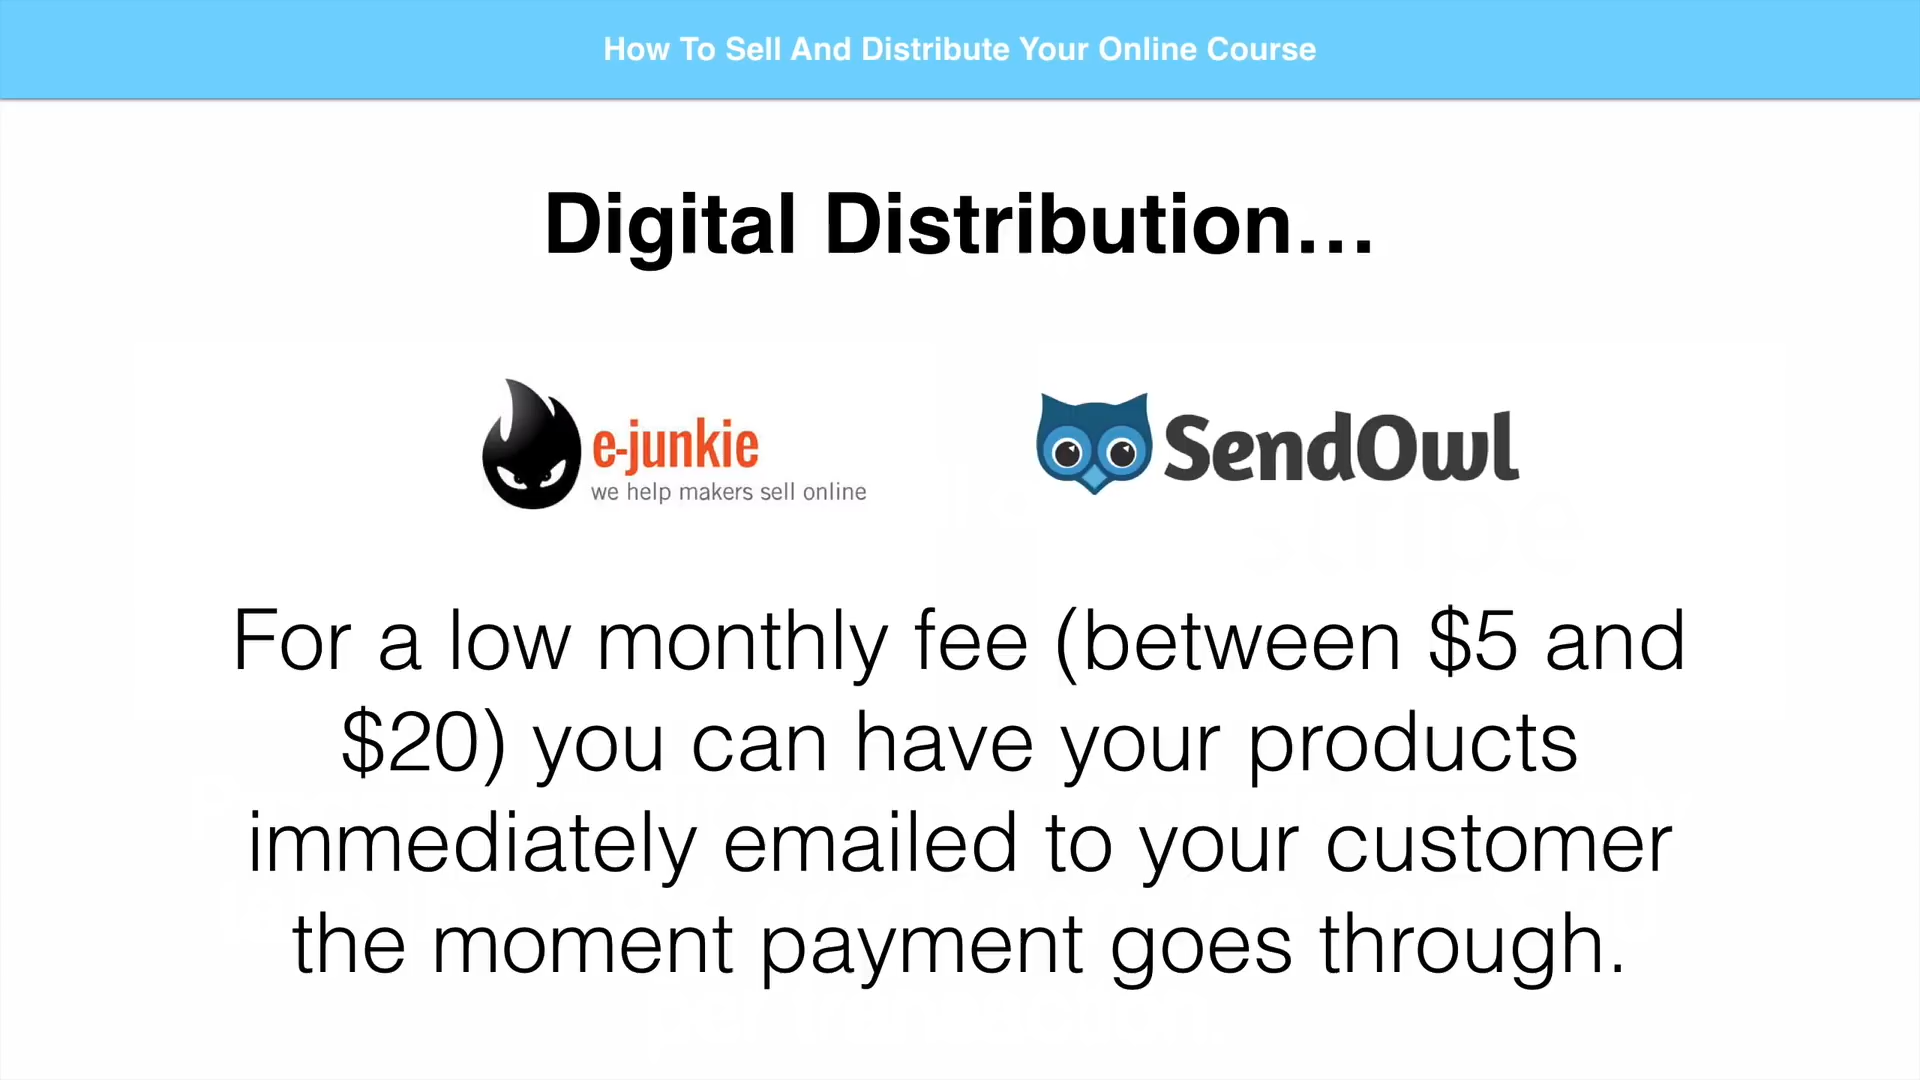 How To Sell And Distribute Your Online Course
Digital Distribution...
e-junkie
we help makers sell online
SendOwl
stripe
For a low monthly fee (between $5 and
$20) you can have your products
immediately emailed to your customer
the moment payment goes through.